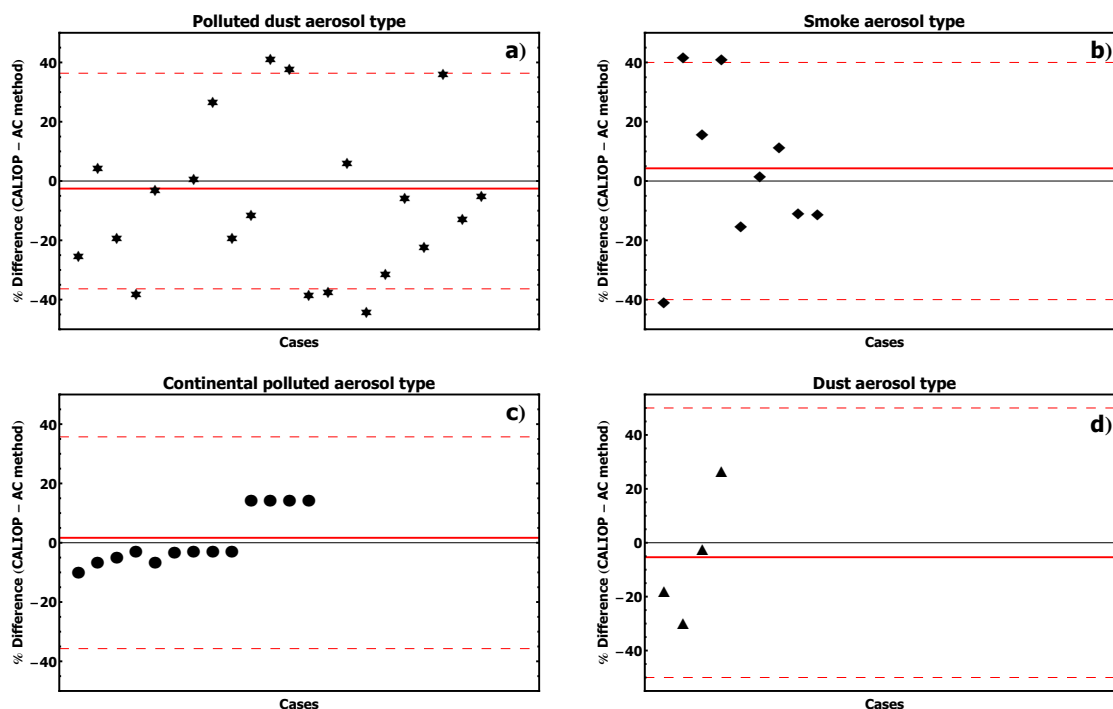 Polluted dust aerosol type
a)
% Difference (CALIOP – AC method)
40
20
0
−20
−40
Cases
Smoke aerosol type
b)
% Difference (CALIOP – AC method)
40
20
0
−20
−40
Cases
Continental polluted aerosol type
c)
% Difference (CALIOP – AC method)
40
20
0
−20
−40
Cases
Dust aerosol type
d)
% Difference (CALIOP – AC method)
40
20
0
−20
−40
Cases